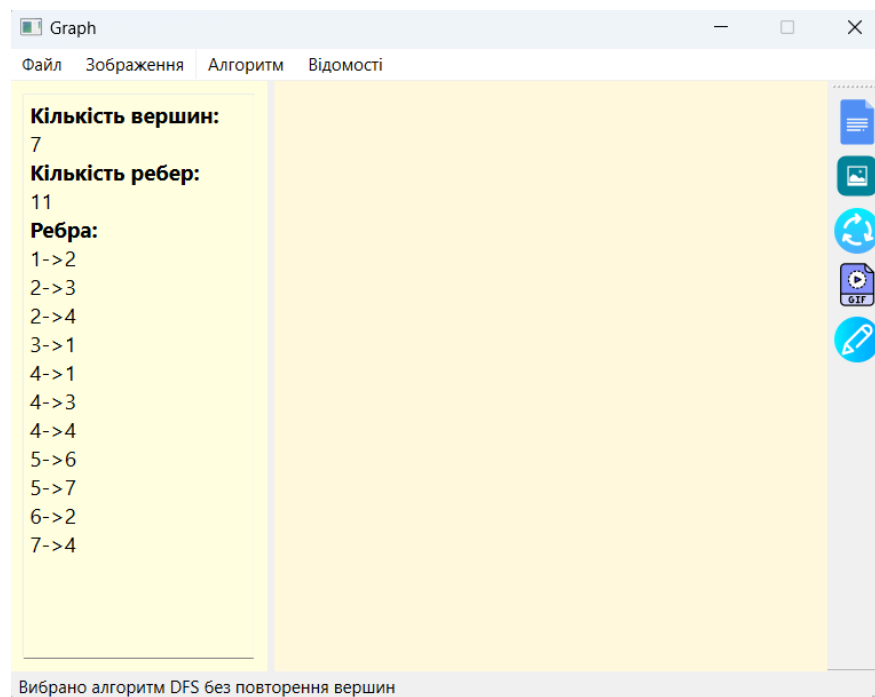 Graph
Файл Зображення Алгоритм Відомості
Кількість вершин:
7
Кількість ребер:
11
Ребра:
1->2
2->3
2->4
3->1
4->1
4->3
4->4
5->6
5->7
6->2
7->4
GIF
Вибрано алгоритм DFS без повторення вершин